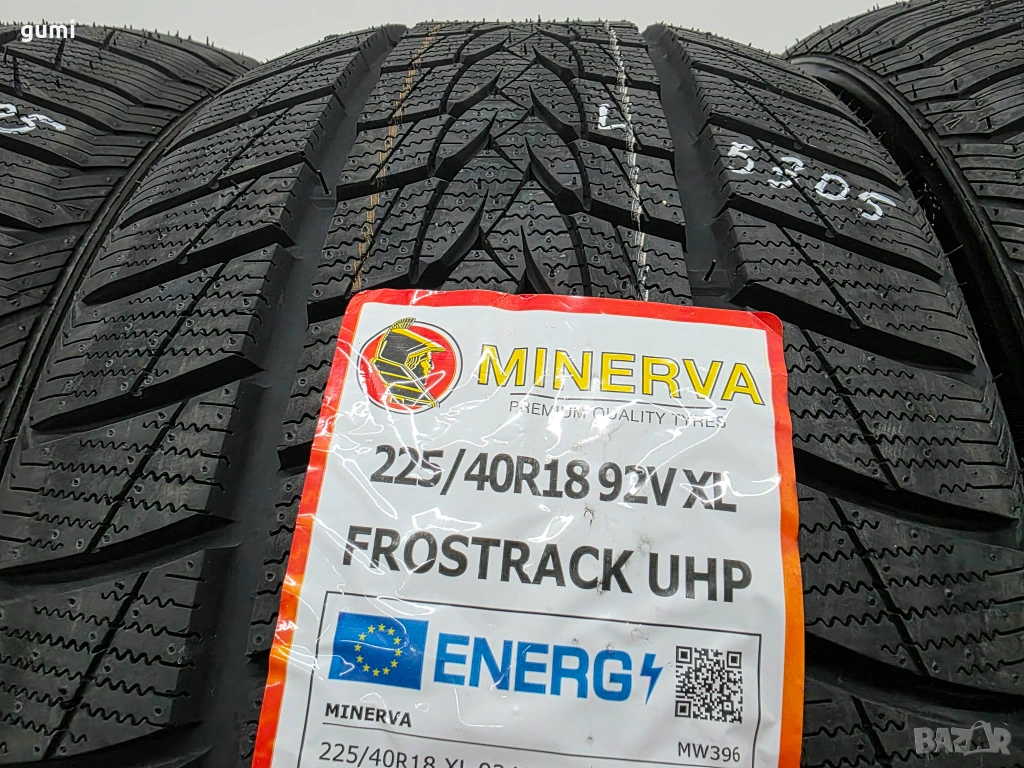 gumi
L
5305
MINERVA
PREMIUM QUALITY TYRES
225/40R18 92V XL
FROSTRACK UHP
ENERG
MINERVA
MW396
225/40R18 XL
BAZAR